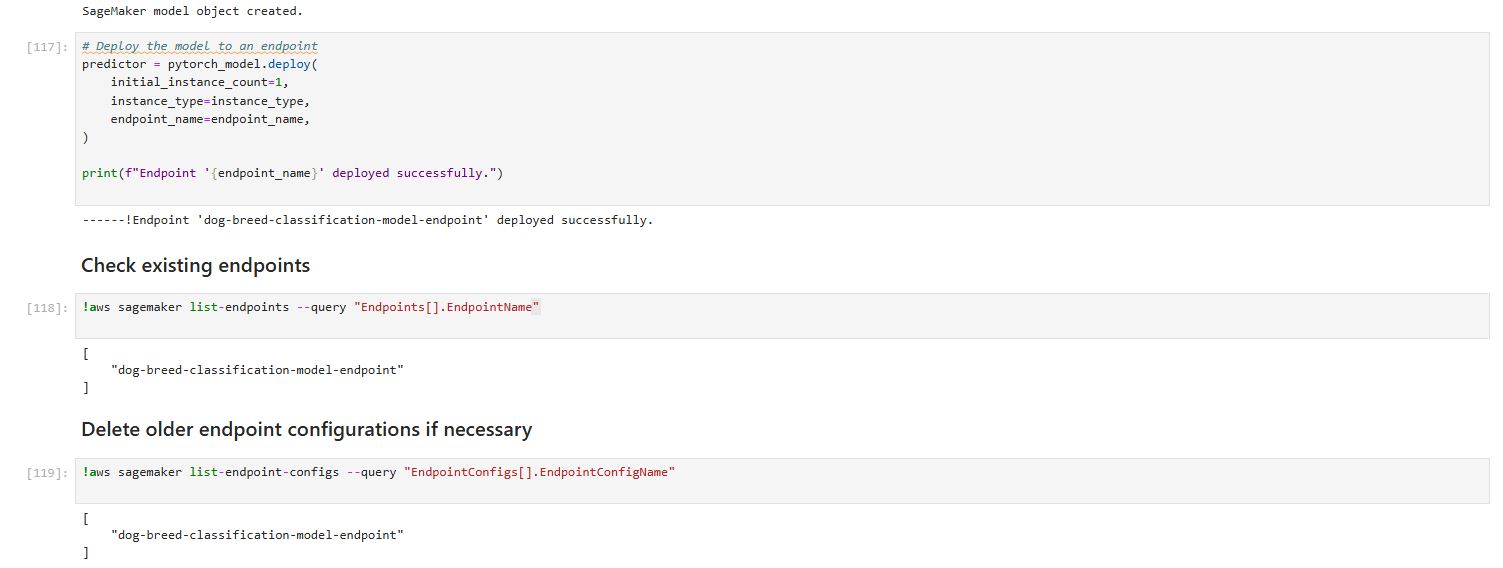 SageMaker model object created.
[117]:
# Deploy the model to an endpoint
predictor = pytorch_model.deploy(
    initial_instance_count=1,
    instance_type=instance_type,
    endpoint_name=endpoint_name,
)
print(f"Endpoint '{endpoint_name}' deployed successfully.")
------!Endpoint 'dog-breed-classification-model-endpoint' deployed successfully.
Check existing endpoints
[118]:
!aws sagemaker list-endpoints --query "Endpoints[].EndpointName"
[
    "dog-breed-classification-model-endpoint"
]
Delete older endpoint configurations if necessary
[119]:
!aws sagemaker list-endpoint-configs --query "EndpointConfigs[].EndpointConfigName"
[
    "dog-breed-classification-model-endpoint"
]